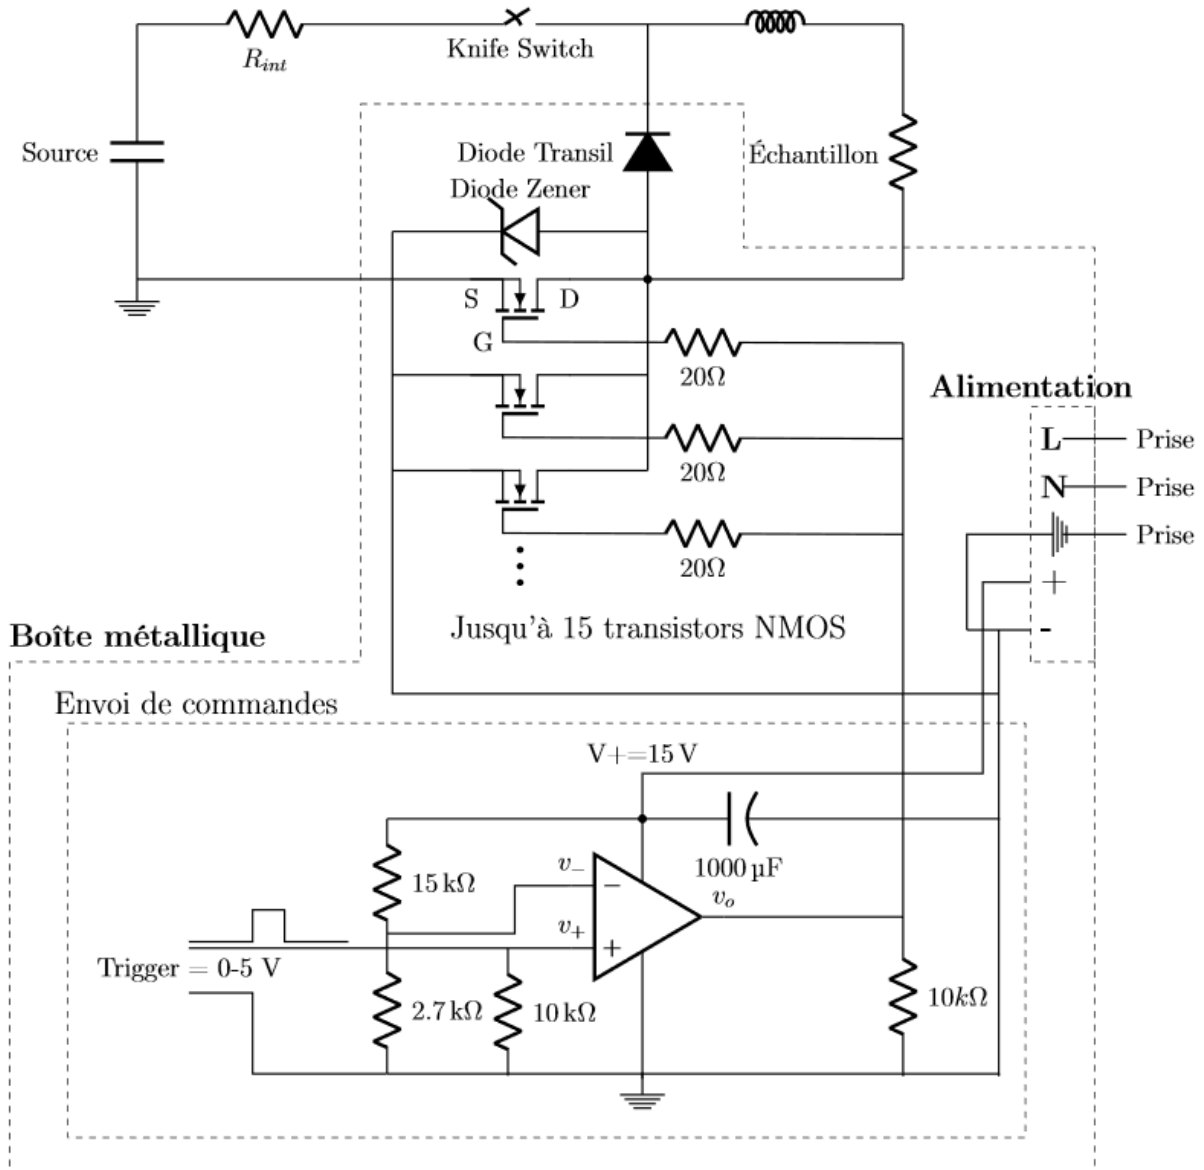 R_int
Knife Switch
Source
Diode Transil
Échantillon
Diode Zener
S
D
G
20Ω
Alimentation
L
Prise
20Ω
N
Prise
Prise
20Ω
+
Jusqu'à 15 transistors NMOS
-
Boîte métallique
Envoi de commandes
V+=15 V
1000 µF
15 kΩ
v_−
v_o
−
v_+
+
Trigger = 0-5 V
2.7 kΩ
10 kΩ
10kΩ